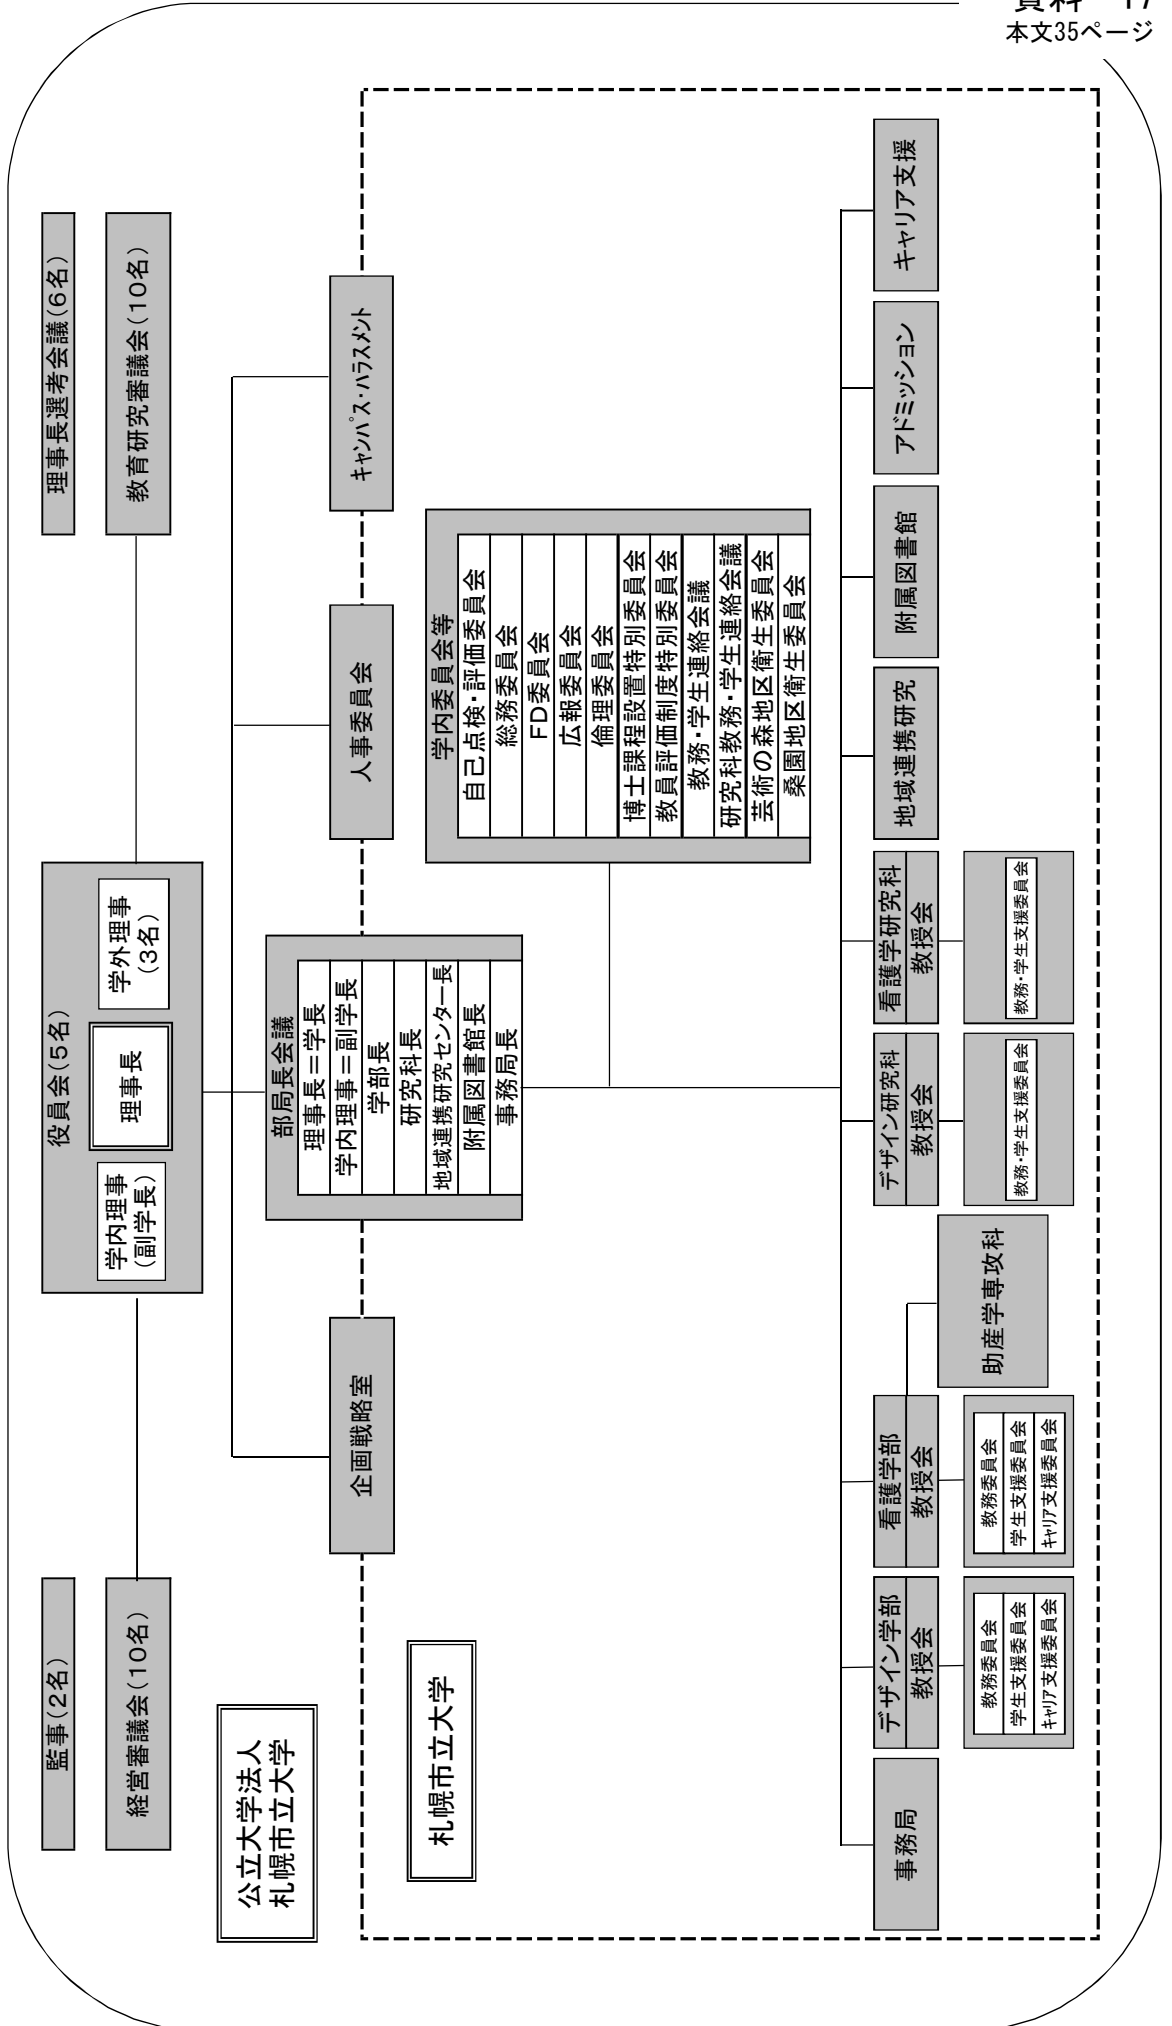 資料 17
本文35ページ
監事(2名)
理事長選考会議(6名)
経営審議会(10名)
教育研究審議会(10名)
役員会(5名)
学内理事
(副学長)
理事長
学外理事
(3名)
公立大学法人
札幌市立大学
企画戦略室
部局長会議
理事長=学長
学内理事=副学長
学部長
研究科長
地域連携研究センター長
附属図書館長
事務局長
人事委員会
キャンパス・ハラスメント
札幌市立大学
学内委員会等
自己点検・評価委員会
総務委員会
FD委員会
広報委員会
倫理委員会
博士課程設置特別委員会
教員評価制度特別委員会
教務・学生連絡会議
研究科教務・学生連絡会議
芸術の森地区衛生委員会
桑園地区衛生委員会
事務局
デザイン学部
教授会
教務委員会
学生支援委員会
キャリア支援委員会
看護学部
教授会
教務委員会
学生支援委員会
キャリア支援委員会
助産学専攻科
デザイン研究科
教授会
教務・学生支援委員会
看護学研究科
教授会
教務・学生支援委員会
地域連携研究
附属図書館
アドミッション
キャリア支援